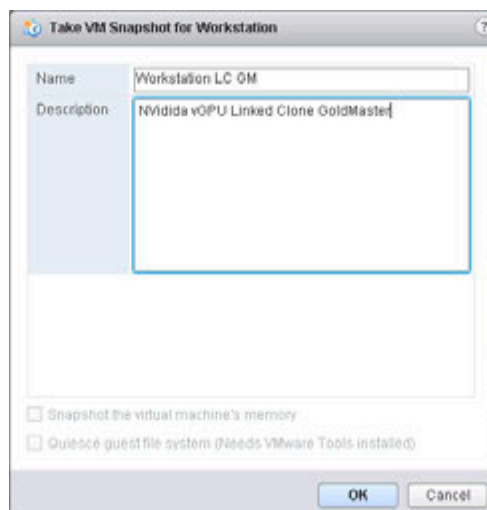 Take VM Snapshot for Workstation
?
Name
Workstation LC GM
Description
NVidida vGPU Linked Clone GoldMaster
Snapshot the virtual machine's memory
Quiesce guest file system (Needs VMware Tools installed)
OK
Cancel